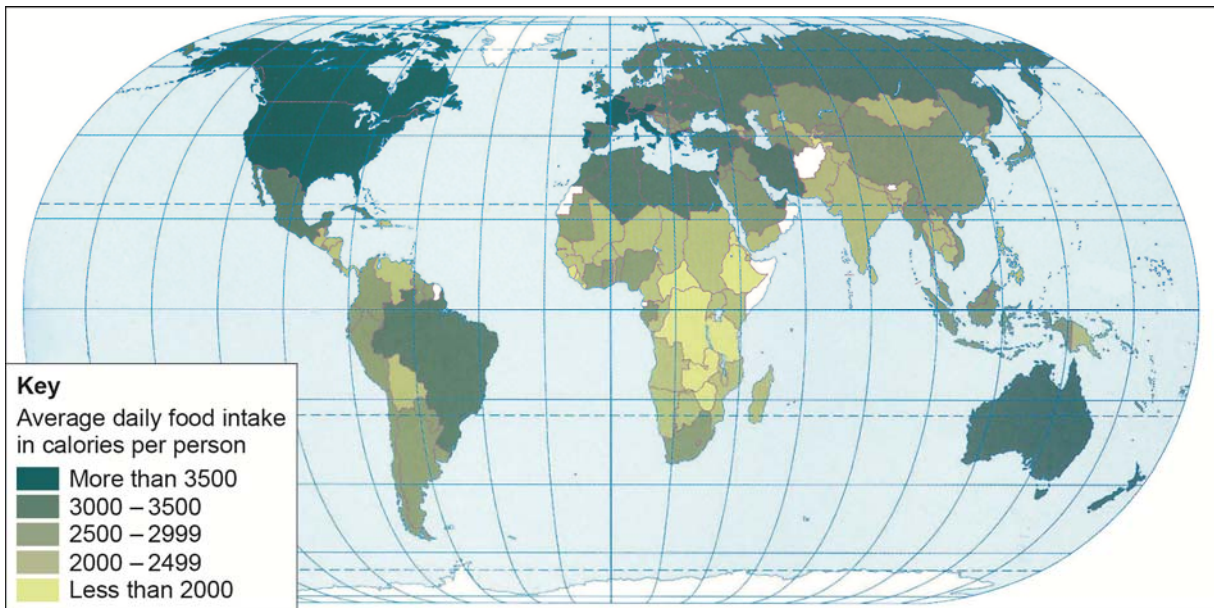 Key
Average daily food intake
in calories per person
More than 3500
3000 – 3500
2500 – 2999
2000 – 2499
Less than 2000